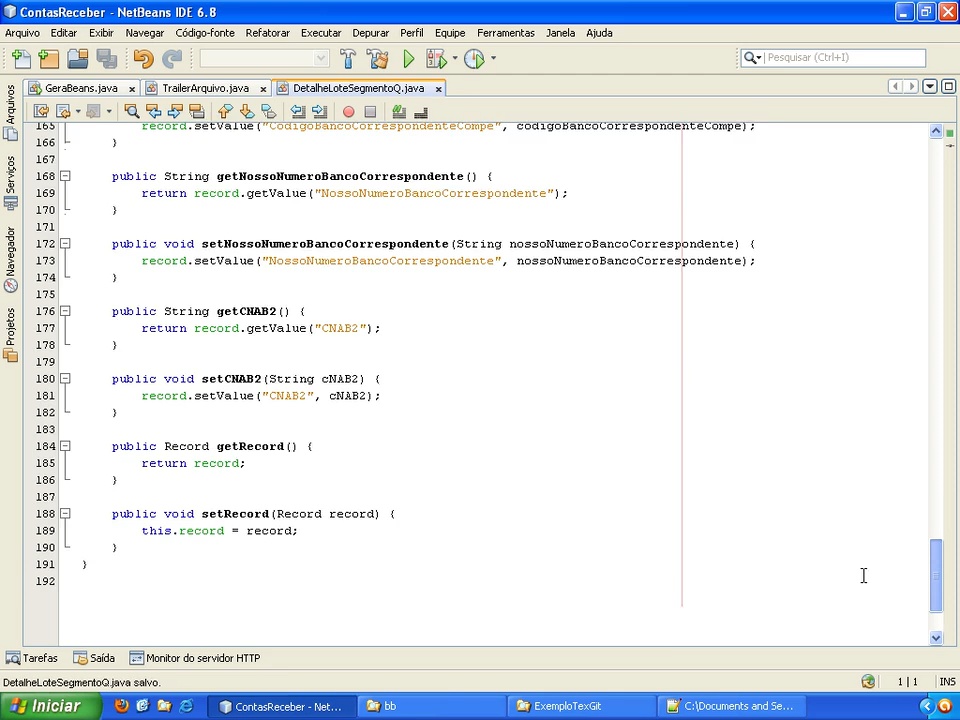 ContasReceber - NetBeans IDE 6.8
Arquivo Editar Exibir Navegar Código-fonte Refatorar Executar Depurar Perfil Equipe Ferramentas Janela Ajuda
Pesquisar (Ctrl+I)
GeraBeans.java TrailerArquivo.java DetalheLoteSegmentoQ.java
Arquivos
Serviços
Navegador
Projetos
165 record.setValue("CodigoBancoCorrespondenteCompe", codigoBancoCorrespondenteCompe);
166 }
167
168 public String getNossoNumeroBancoCorrespondente() {
169 return record.getValue("NossoNumeroBancoCorrespondente");
170 }
171
172 public void setNossoNumeroBancoCorrespondente(String nossoNumeroBancoCorrespondente) {
173 record.setValue("NossoNumeroBancoCorrespondente", nossoNumeroBancoCorrespondente);
174 }
175
176 public String getCNAB2() {
177 return record.getValue("CNAB2");
178 }
179
180 public void setCNAB2(String cNAB2) {
181 record.setValue("CNAB2", cNAB2);
182 }
183
184 public Record getRecord() {
185 return record;
186 }
187
188 public void setRecord(Record record) {
189 this.record = record;
190 }
191 }
192
Tarefas Saída Monitor do servidor HTTP
DetalheLoteSegmentoQ.java salvo. 1 | 1 INS
Iniciar ContasReceber - Net... bb ExemploTexGit C:\Documents and Se...